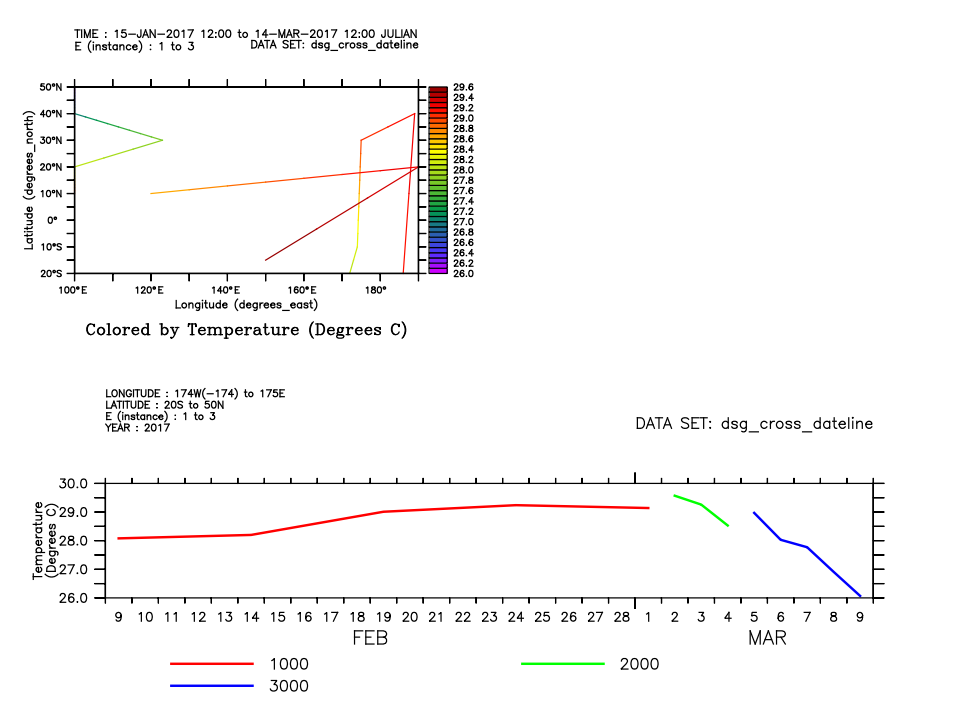 TIME : 15-JAN-2017 12:00 to 14-MAR-2017 12:00 JULIAN
E (instance) : 1 to 3 DATA SET: dsg_cross_dateline
50°N
40°N
30°N
20°N
10°N
0°
10°S
20°S
Latitude (degrees_north)
100°E 120°E 140°E 160°E 180°
Longitude (degrees_east)
29.6
29.4
29.2
29.0
28.8
28.6
28.4
28.2
28.0
27.8
27.6
27.4
27.2
27.0
26.8
26.6
26.4
26.2
26.0
Colored by Temperature (Degrees C)
LONGITUDE : 174W(-174) to 175E
LATITUDE : 20S to 50N
E (instance) : 1 to 3
YEAR : 2017
DATA SET: dsg_cross_dateline
30.0
29.0
28.0
27.0
26.0
Temperature
(Degrees C)
9 10 11 12 13 14 15 16 17 18 19 20 21 22 23 24 25 26 27 28 1 2 3 4 5 6 7 8 9
FEB MAR
1000 2000
3000